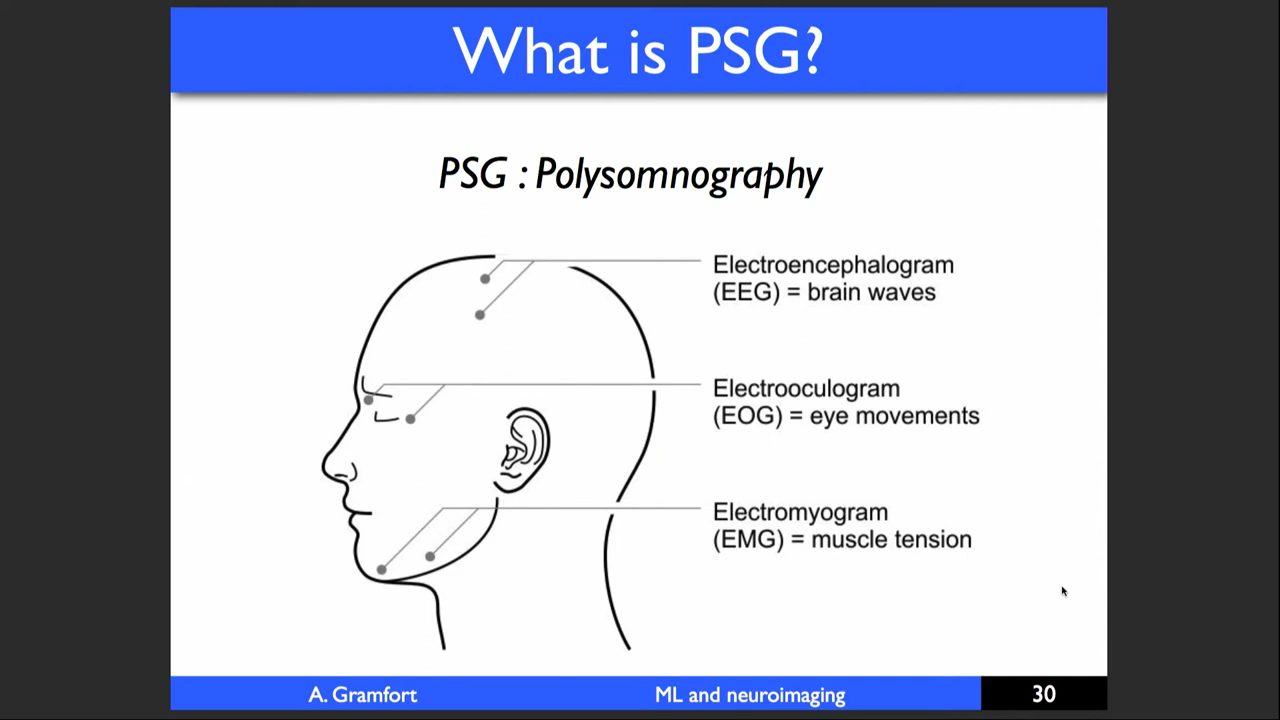 What is PSG?
PSG : Polysomnography
Electroencephalogram
(EEG) = brain waves
Electrooculogram
(EOG) = eye movements
Electromyogram
(EMG) = muscle tension
A. Gramfort
ML and neuroimaging
30